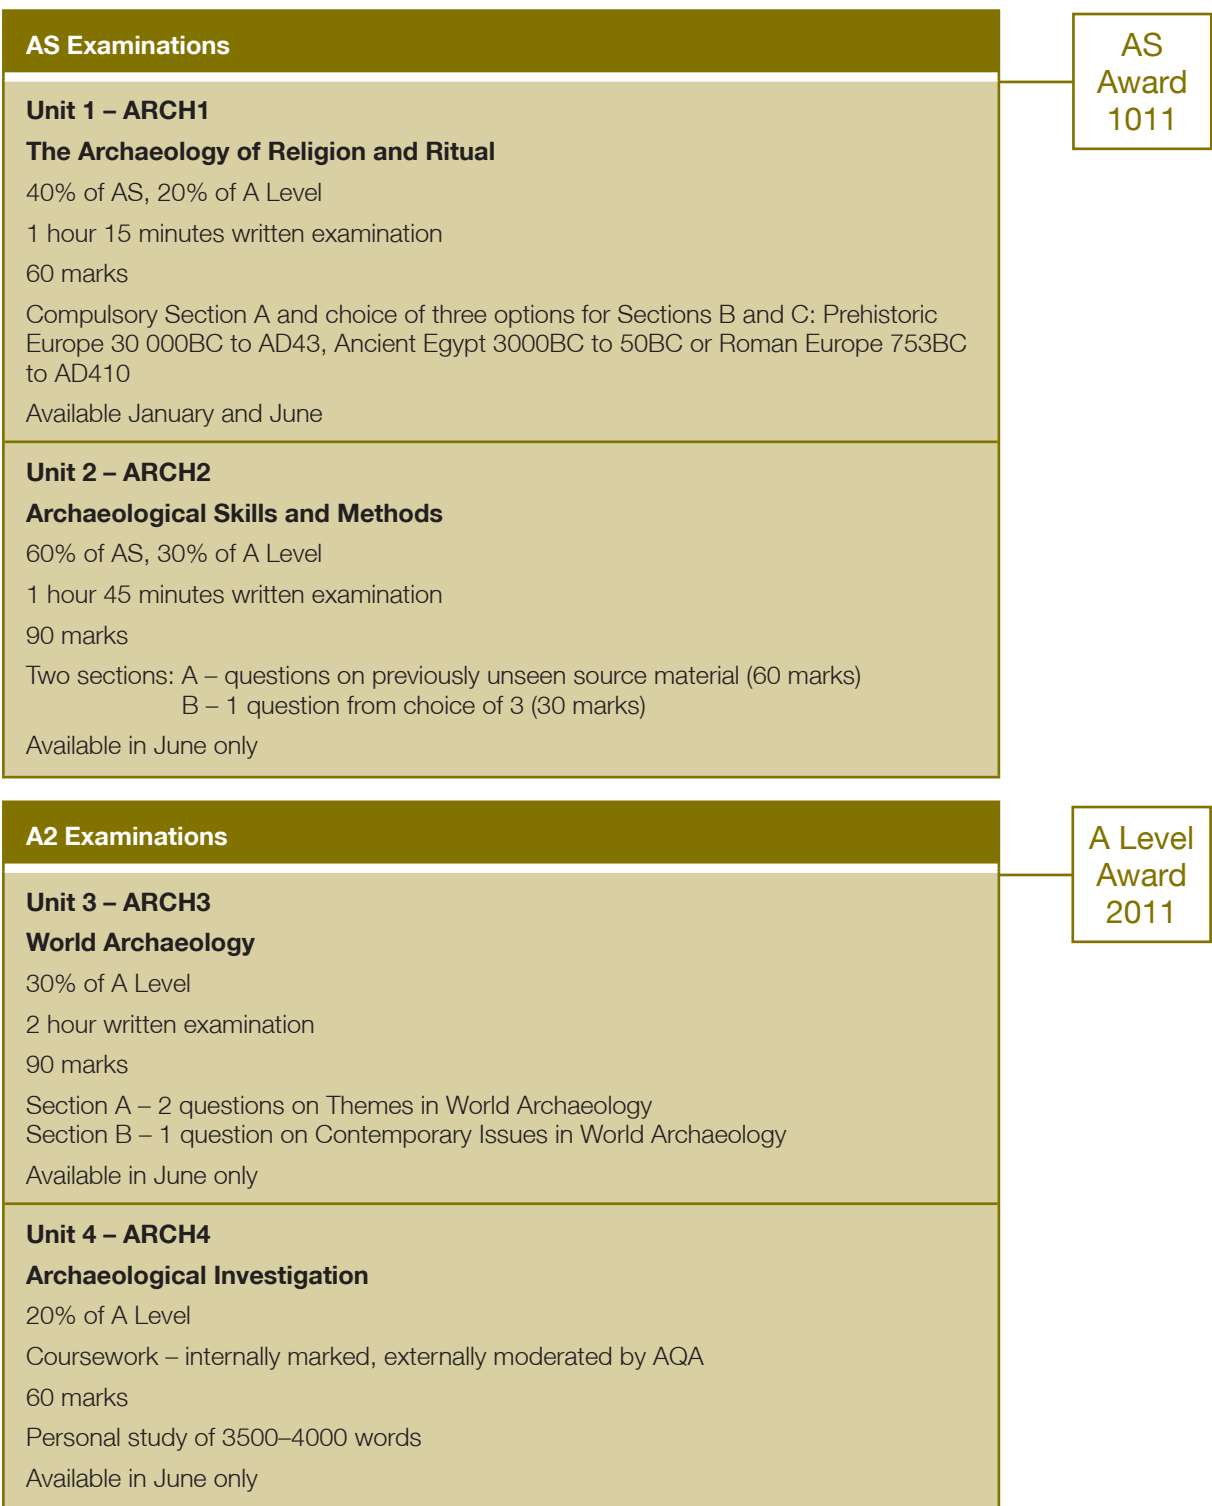 AS Examinations
AS
Award
1011
Unit 1 – ARCH1
The Archaeology of Religion and Ritual
40% of AS, 20% of A Level
1 hour 15 minutes written examination
60 marks
Compulsory Section A and choice of three options for Sections B and C: Prehistoric
Europe 30 000BC to AD43, Ancient Egypt 3000BC to 50BC or Roman Europe 753BC
to AD410
Available January and June
Unit 2 – ARCH2
Archaeological Skills and Methods
60% of AS, 30% of A Level
1 hour 45 minutes written examination
90 marks
Two sections: A – questions on previously unseen source material (60 marks)
B – 1 question from choice of 3 (30 marks)
Available in June only
A2 Examinations
A Level
Award
2011
Unit 3 – ARCH3
World Archaeology
30% of A Level
2 hour written examination
90 marks
Section A – 2 questions on Themes in World Archaeology
Section B – 1 question on Contemporary Issues in World Archaeology
Available in June only
Unit 4 – ARCH4
Archaeological Investigation
20% of A Level
Coursework – internally marked, externally moderated by AQA
60 marks
Personal study of 3500–4000 words
Available in June only